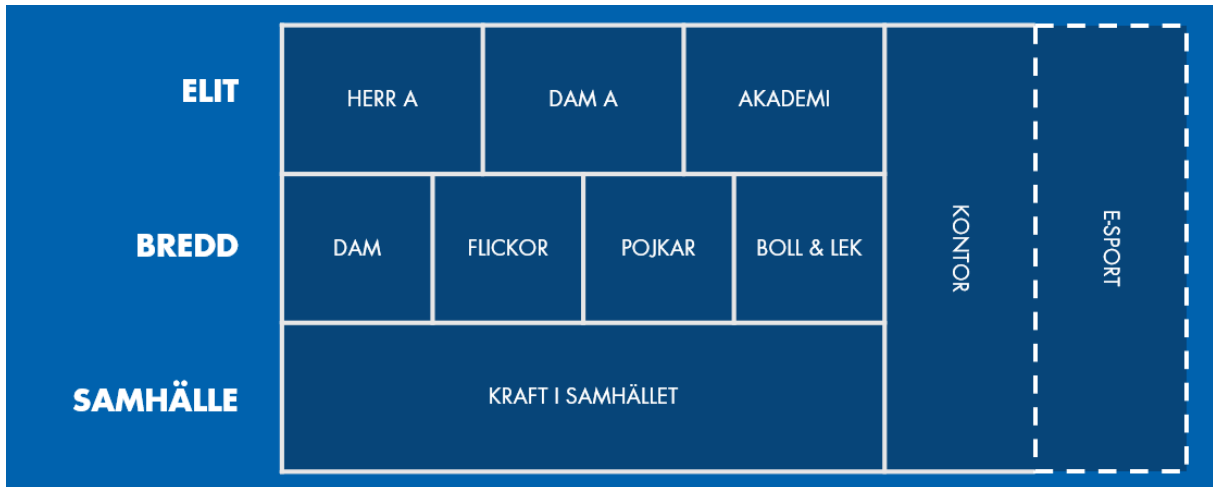 ELIT
HERR A
DAM A
AKADEMI
BREDD
DAM
FLICKOR
POJKAR
BOLL & LEK
SAMHÄLLE
KRAFT I SAMHÄLLET
KONTOR
E-SPORT